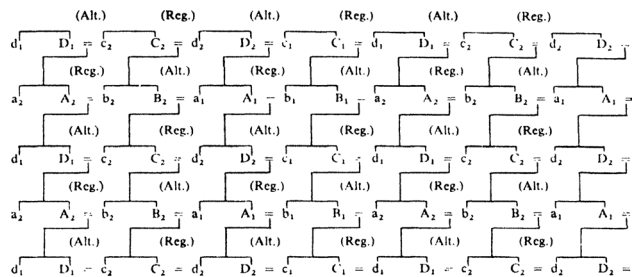 (Alt.) (Reg.) (Alt.) (Reg.) (Alt.) (Reg.)
d₁ D₁ = c₂ C₂ = d₂ D₂ = c₁ C₁ = d₁ D₁ = c₂ C₂ = d₂ D₂ =
(Reg.) (Alt.) (Reg.) (Alt.) (Reg.) (Alt.) (Reg.)
a₂ A₂ = b₂ B₂ = a₁ A₁ = b₁ B₁ = a₂ A₂ = b₂ B₂ = a₁ A₁ =
(Alt.) (Reg.) (Alt.) (Reg.) (Alt.) (Reg.) (Alt.)
d₁ D₁ = c₂ C₂ = d₂ D₂ = c₁ C₁ = d₁ D₁ = c₂ C₂ = d₂ D₂ =
(Reg.) (Alt.) (Reg.) (Alt.) (Reg.) (Alt.) (Reg.)
a₂ A₂ = b₂ B₂ = a₁ A₁ = b₁ B₁ = a₂ A₂ = b₂ B₂ = a₁ A₁ =
(Alt.) (Reg.) (Alt.) (Reg.) (Alt.) (Reg.) (Alt.)
d₁ D₁ = c₂ C₂ = d₂ D₂ = c₁ C₁ = d₁ D₁ = c₂ C₂ = d₂ D₂ =